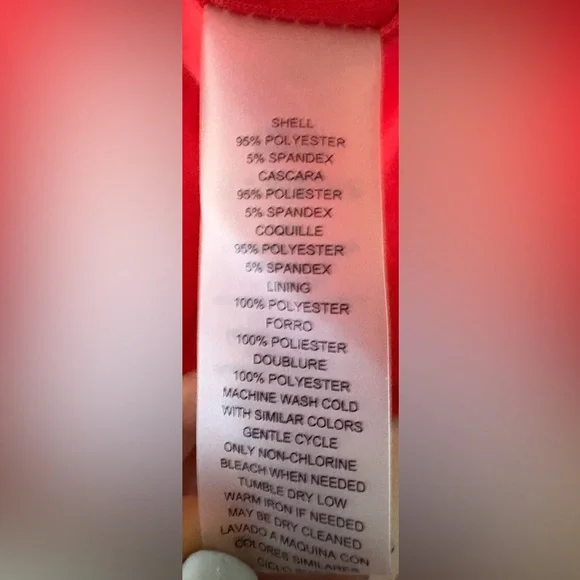 SHELL
95% POLYESTER
5% SPANDEX
CASCARA
95% POLIESTER
5% SPANDEX
COQUILLE
95% POLYESTER
5% SPANDEX
LINING
100% POLYESTER
FORRO
100% POLIESTER
DOUBLURE
100% POLYESTER
MACHINE WASH COLD
WITH SIMILAR COLORS
GENTLE CYCLE
ONLY NON-CHLORINE
BLEACH WHEN NEEDED
TUMBLE DRY LOW
WARM IRON IF NEEDED
MAY BE DRY CLEANED
LAVADO A MAQUINA CON
COLORES SIMILARES
CICLO